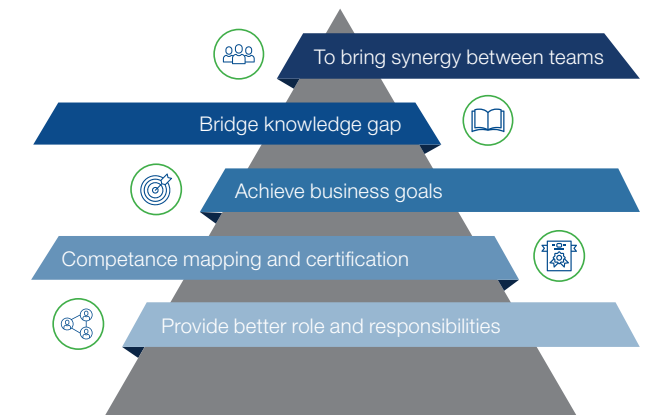 To bring synergy between teams
Bridge knowledge gap
Achieve business goals
Competance mapping and certification
Provide better role and responsibilities